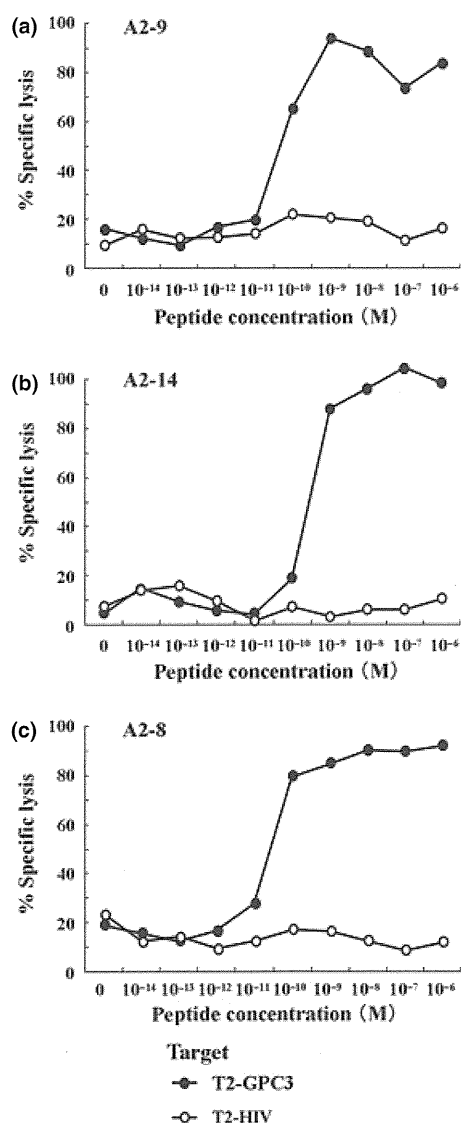 (a) A2-9
% Specific lysis
100
80
60
40
20
0
0 10⁻¹⁴ 10⁻¹³ 10⁻¹² 10⁻¹¹ 10⁻¹⁰ 10⁻⁹ 10⁻⁸ 10⁻⁷ 10⁻⁶
Peptide concentration (M)
(b) A2-14
% Specific lysis
100
80
60
40
20
0
0 10⁻¹⁴ 10⁻¹³ 10⁻¹² 10⁻¹¹ 10⁻¹⁰ 10⁻⁹ 10⁻⁸ 10⁻⁷ 10⁻⁶
Peptide concentration (M)
(c) A2-8
% Specific lysis
100
80
60
40
20
0
0 10⁻¹⁴ 10⁻¹³ 10⁻¹² 10⁻¹¹ 10⁻¹⁰ 10⁻⁹ 10⁻⁸ 10⁻⁷ 10⁻⁶
Peptide concentration (M)
Target
T2-GPC3
T2-HIV